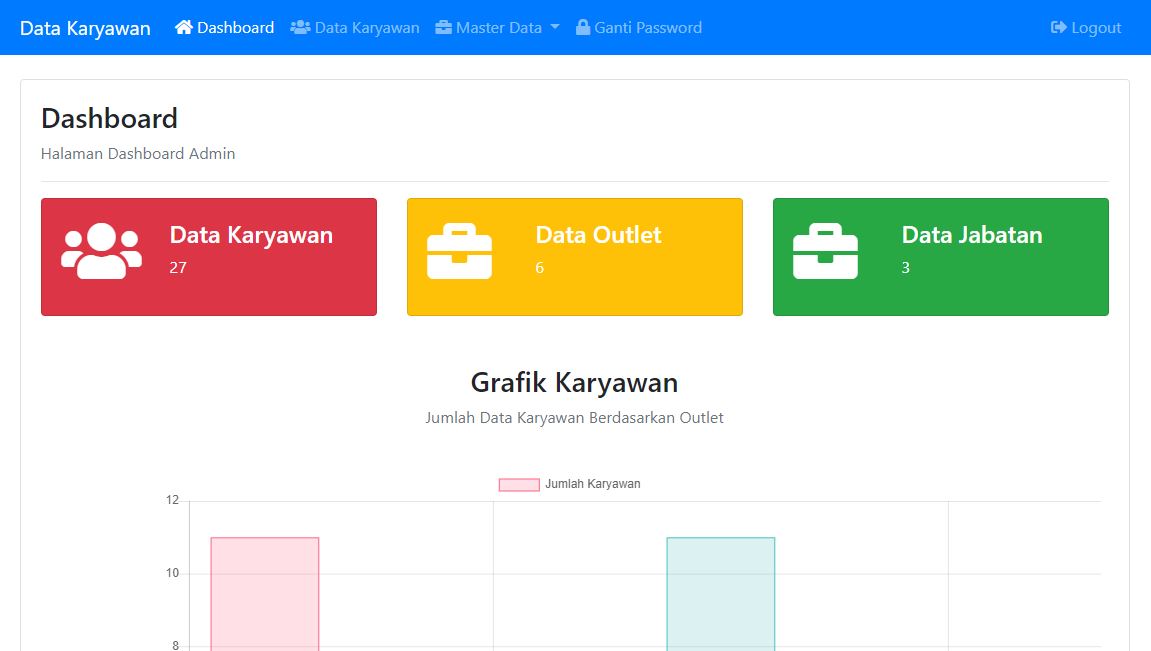 Data Karyawan Dashboard Data Karyawan Master Data Ganti Password Logout
Dashboard
Halaman Dashboard Admin
Data Karyawan
27
Data Outlet
6
Data Jabatan
3
Grafik Karyawan
Jumlah Data Karyawan Berdasarkan Outlet
Jumlah Karyawan
12
10
8